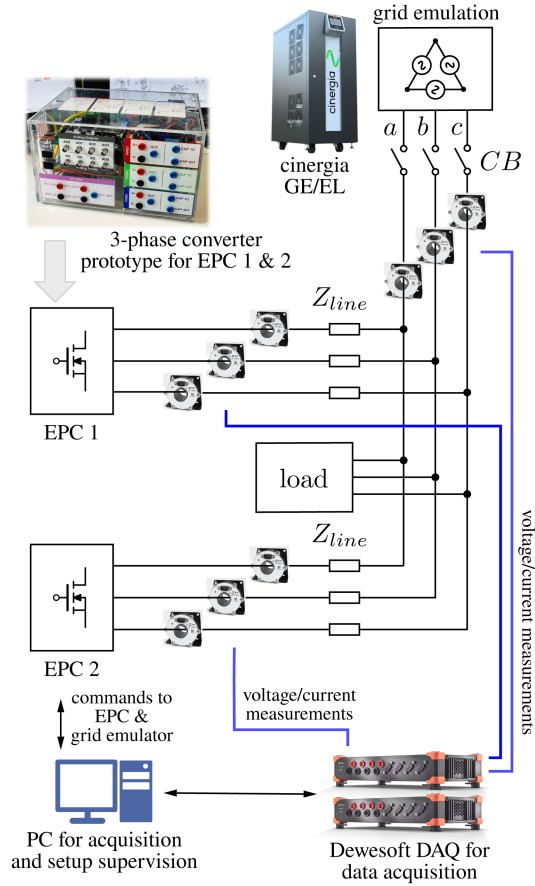 grid emulation
a b c
CB
cinergia
cinergia
GE/EL
3-phase converter
prototype for EPC 1 & 2
Z_line
EPC 1
load
voltage/current measurements
Z_line
EPC 2
commands to
EPC &
grid emulator
voltage/current
measurements
PC for acquisition
and setup supervision
Dewesoft DAQ for
data acquisition